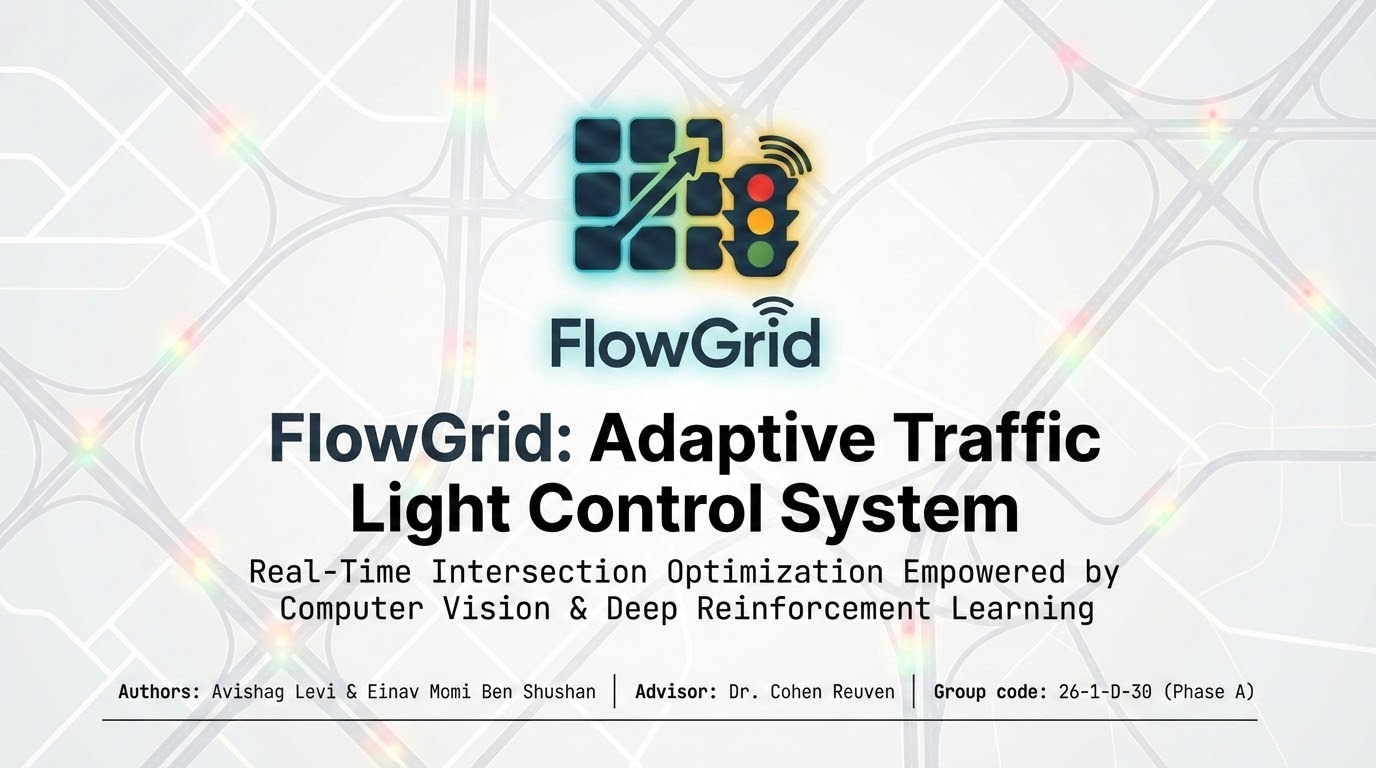 FlowGrid
FlowGrid: Adaptive Traffic
Light Control System
Real-Time Intersection Optimization Empowered by
Computer Vision & Deep Reinforcement Learning
Authors: Avishag Levi & Einav Momi Ben Shushan | Advisor: Dr. Cohen Reuven | Group code: 26-1-D-30 (Phase A)